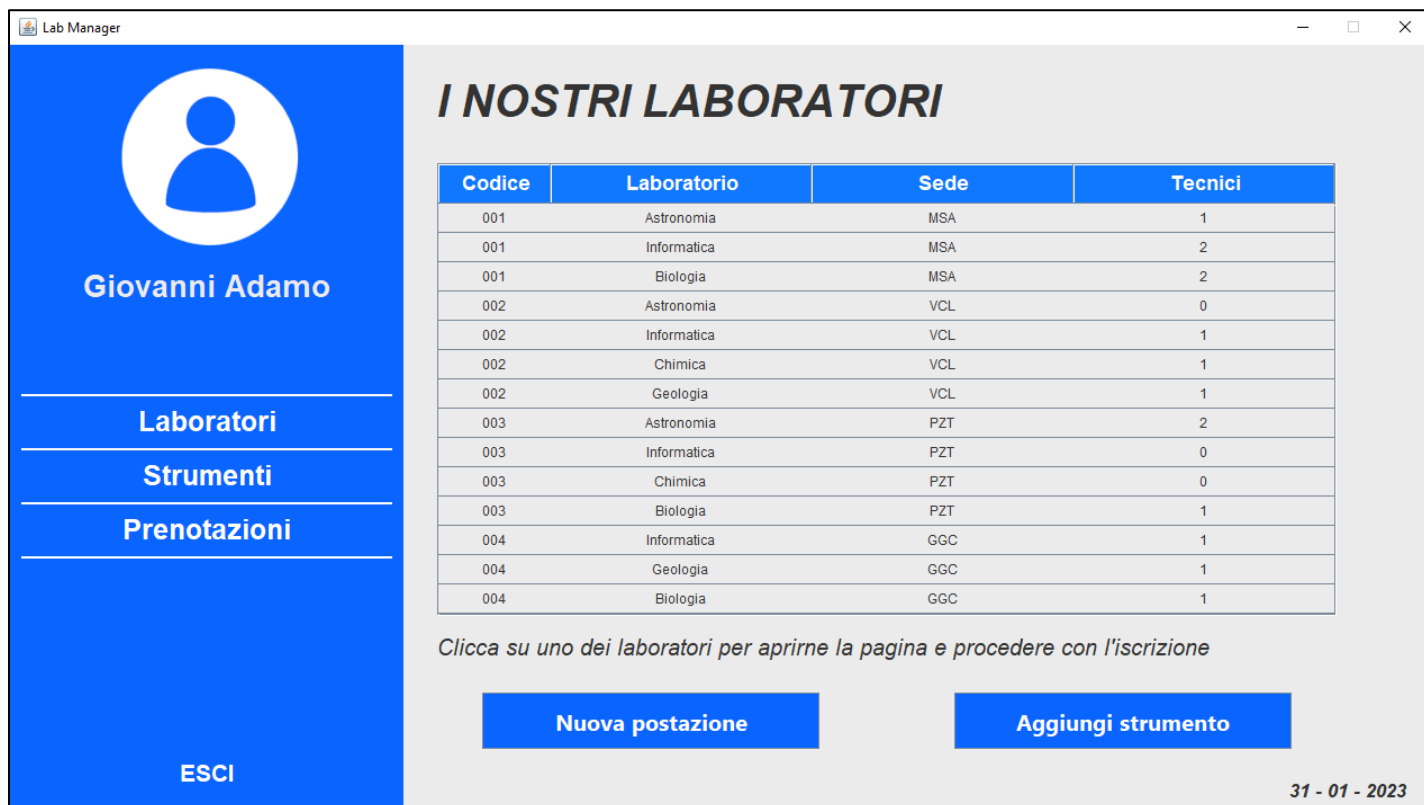 Lab Manager
Giovanni Adamo
Laboratori
Strumenti
Prenotazioni
ESCI
I NOSTRI LABORATORI
Codice Laboratorio Sede Tecnici
001 Astronomia MSA 1
001 Informatica MSA 2
001 Biologia MSA 2
002 Astronomia VCL 0
002 Informatica VCL 1
002 Chimica VCL 1
002 Geologia VCL 1
003 Astronomia PZT 2
003 Informatica PZT 0
003 Chimica PZT 0
003 Biologia PZT 1
004 Informatica GGC 1
004 Geologia GGC 1
004 Biologia GGC 1
Clicca su uno dei laboratori per aprirne la pagina e procedere con l'iscrizione
Nuova postazione Aggiungi strumento
31 - 01 - 2023